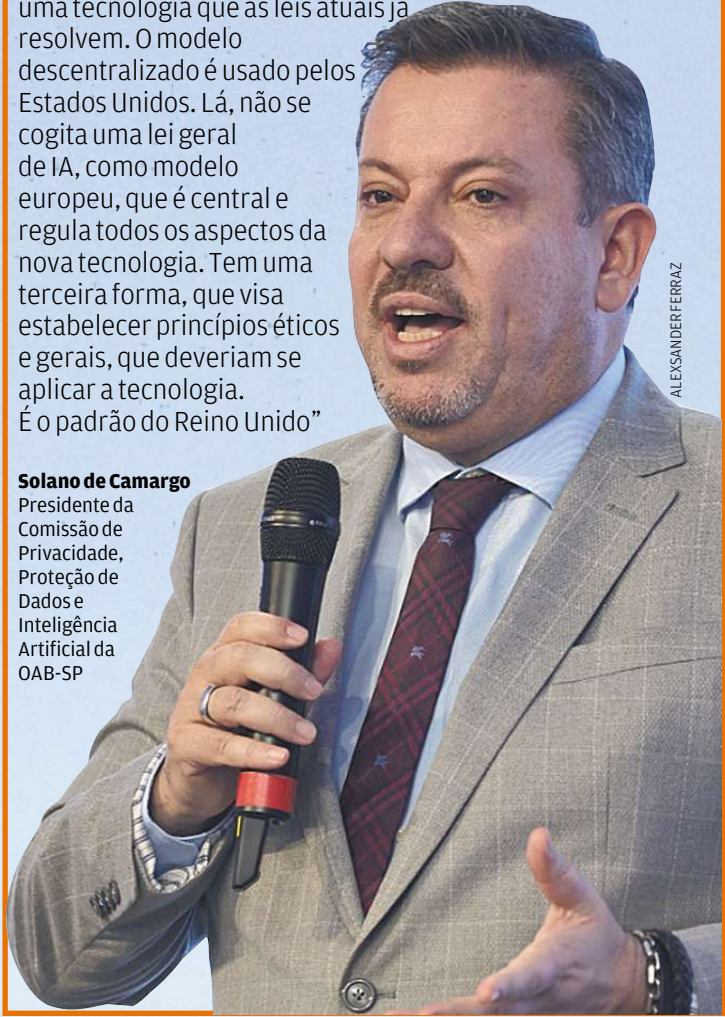 uma tecnologia que as leis atuais já
resolvem. O modelo
descentralizado é usado pelos
Estados Unidos. Lá, não se
cogita uma lei geral
de IA, como modelo
europeu, que é central e
regula todos os aspectos da
nova tecnologia. Tem uma
terceira forma, que visa
estabelecer princípios éticos
e gerais, que deveriam se
aplicar a tecnologia.
É o padrão do Reino Unido”
Solano de Camargo
Presidente da
Comissão de
Privacidade,
Proteção de
Dados e
Inteligência
Artificial da
OAB-SP
ALEXSANDER FERRAZ